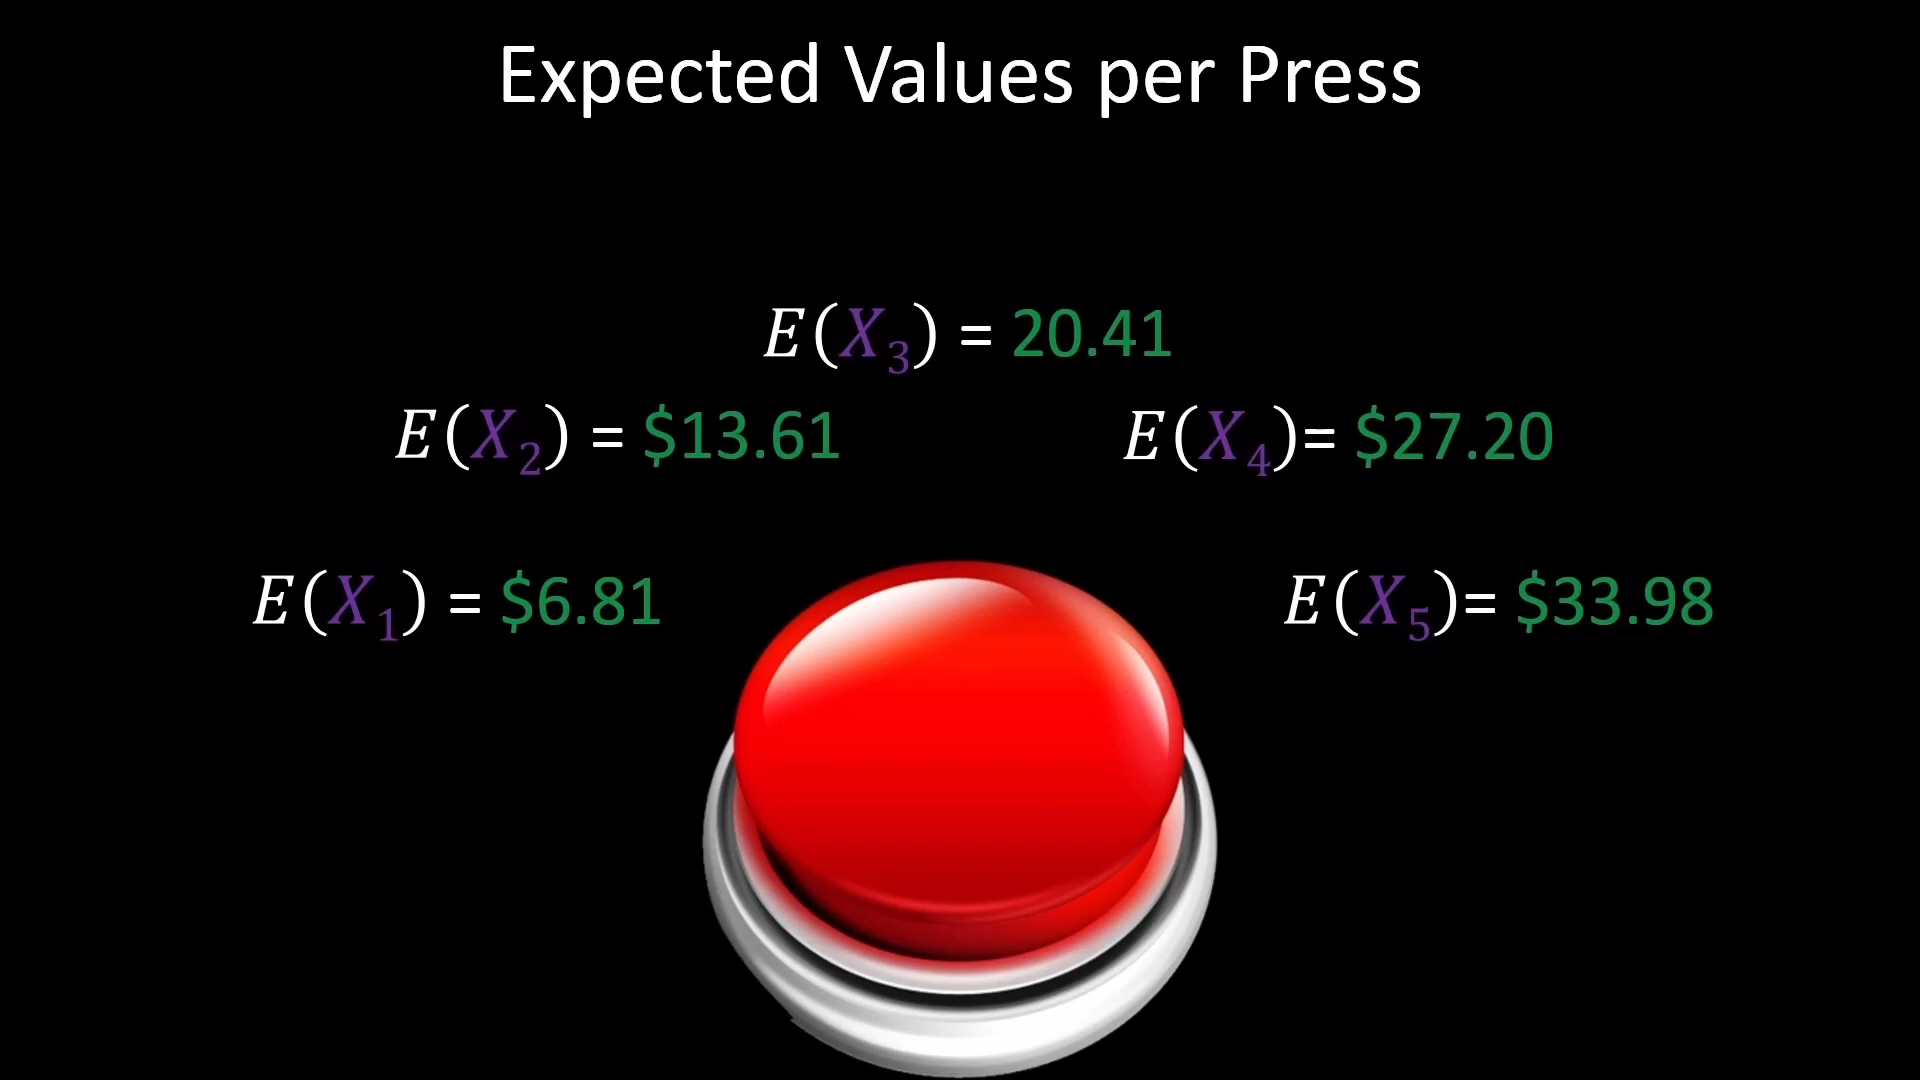 Expected Values per Press
E(X₃) = 20.41
E(X₂) = $13.61
E(X₄)= $27.20
E(X₁) = $6.81
E(X₅)= $33.98